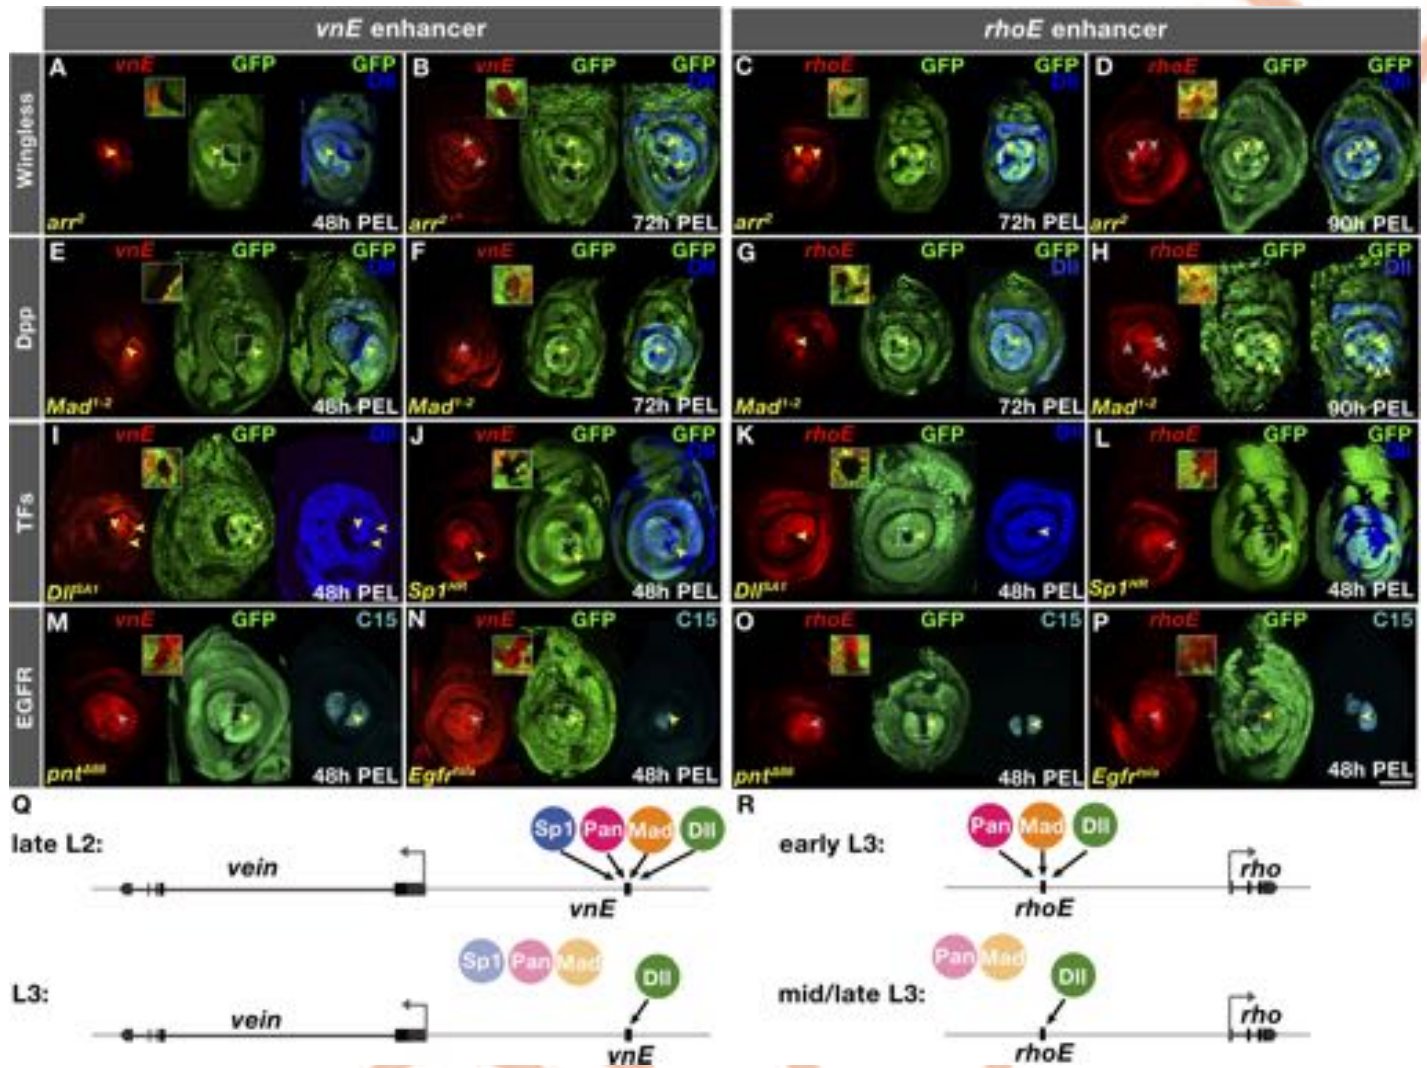 vnE enhancer
rhoE enhancer
Wingless
A vnE GFP GFP Dll
arr² 48h PEL
B vnE GFP GFP Dll
72h PEL
C rhoE GFP GFP Dll
arr² 72h PEL
D rhoE GFP GFP Dll
arr² 90h PEL
Dpp
E vnE GFP GFP Dll
Mad¹⁻² 48h PEL
F vnE GFP GFP Dll
Mad¹⁻² 72h PEL
G rhoE GFP GFP Dll
Mad¹⁻² 72h PEL
H rhoE GFP GFP Dll
Mad¹⁻² 90h PEL
TFs
I vnE GFP Dll
Dllˢᴬ¹ 48h PEL
J vnE GFP GFP Dll
Sp1ᴴᴿ 48h PEL
K rhoE GFP Dll
Dllˢᴬ¹ 48h PEL
L rhoE GFP GFP Dll
Sp1ᴴᴿ 48h PEL
EGFR
M vnE GFP C15
pnt 48h PEL
N vnE GFP C15
Egfr 48h PEL
O rhoE GFP C15
pnt 48h PEL
P rhoE GFP C15
Egfr 48h PEL
Q
late L2:
Sp1 Pan Mad Dll
vein
vnE
L3:
Sp1 Pan Mad Dll
vein
vnE
R
early L3:
Pan Mad Dll
rho
rhoE
mid/late L3:
Pan Mad Dll
rho
rhoE